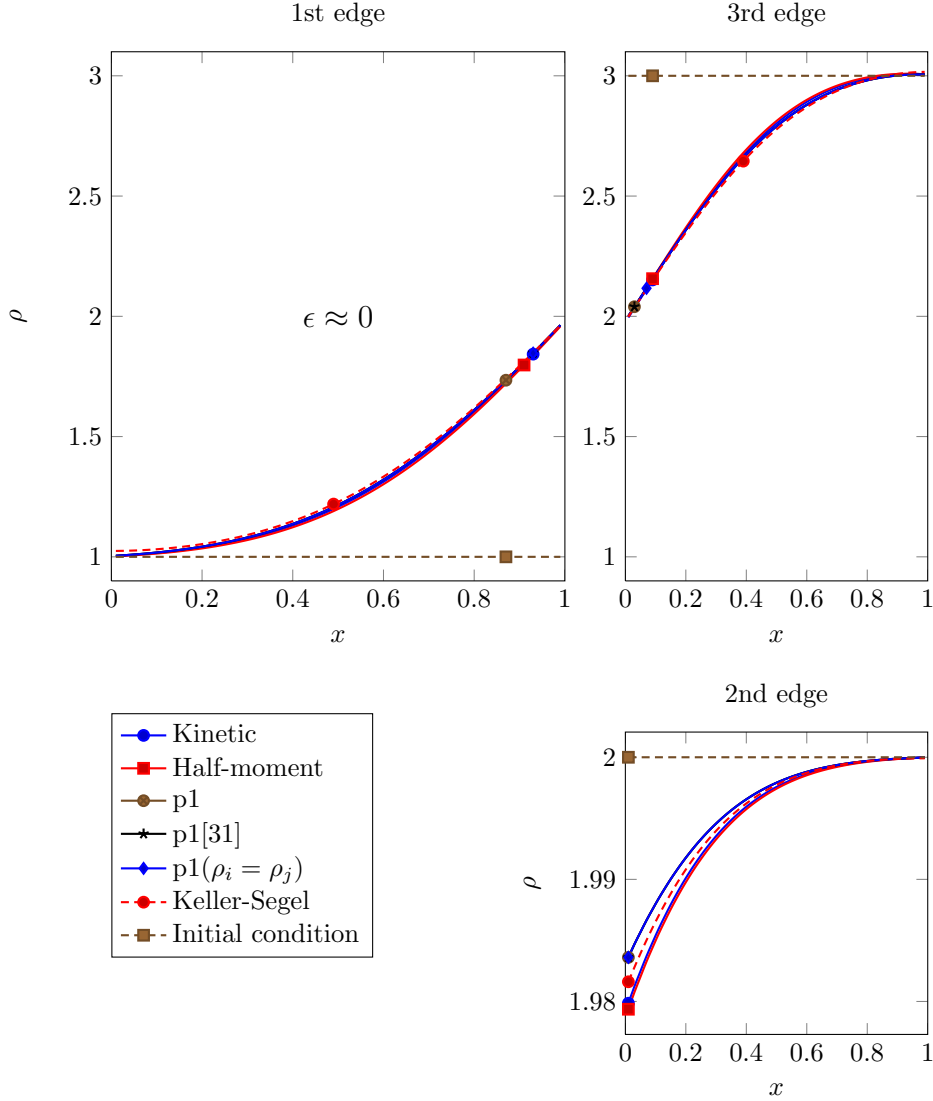 1st edge
3rd edge
3
2.5
2
1.5
1
ρ
ϵ ≈ 0
0 0.2 0.4 0.6 0.8 1
x
3
2.5
2
1.5
1
0 0.2 0.4 0.6 0.8 1
x
2nd edge
Kinetic
Half-moment
p1
p1[31]
p1(ρᵢ = ρⱼ)
Keller-Segel
Initial condition
2
1.99
1.98
ρ
0 0.2 0.4 0.6 0.8 1
x